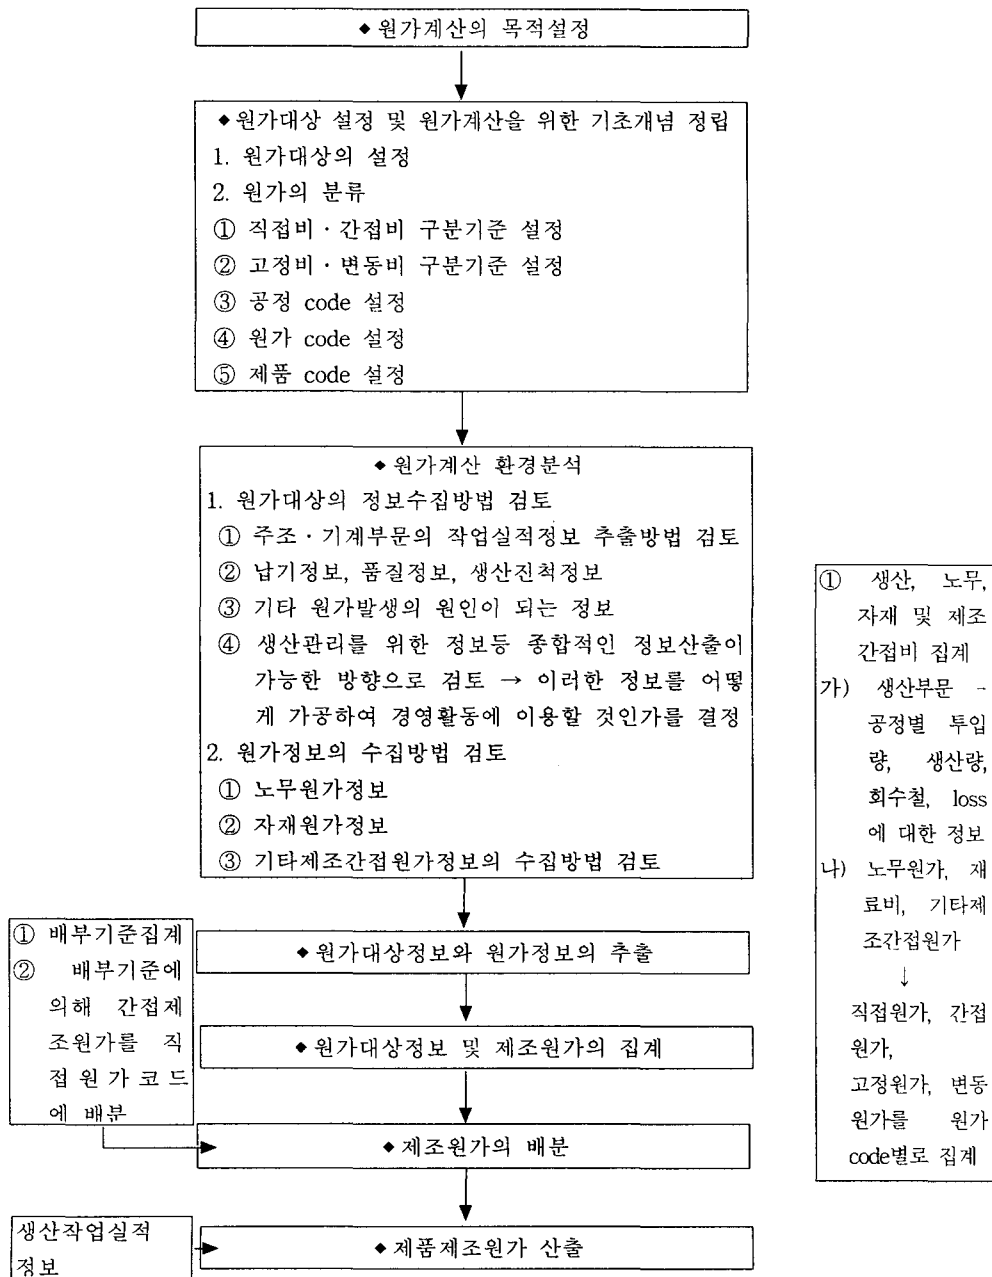 ◆원가계산의 목적설정
◆원가대상 설정 및 원가계산을 위한 기초개념 정립
1. 원가대상의 설정
2. 원가의 분류
① 직접비·간접비 구분기준 설정
② 고정비·변동비 구분기준 설정
③ 공정 code 설정
④ 원가 code 설정
⑤ 제품 code 설정
◆원가계산 환경분석
1. 원가대상의 정보수집방법 검토
① 주조·기계부문의 작업실적정보 추출방법 검토
② 납기정보, 품질정보, 생산진척정보
③ 기타 원가발생의 원인이 되는 정보
④ 생산관리를 위한 정보등 종합적인 정보산출이
가능한 방향으로 검토 → 이러한 정보를 어떻
게 가공하여 경영활동에 이용할 것인가를 결정
2. 원가정보의 수집방법 검토
① 노무원가정보
② 자재원가정보
③ 기타제조간접원가정보의 수집방법 검토
① 생산, 노무,
자재 및 제조
간접비 집계
가) 생산부문 -
공정별 투입
량, 생산량,
회수철, loss
에 대한 정보
나) 노무원가, 재
료비, 기타제
조간접원가
↓
직접원가, 간접
원가,
고정원가, 변동
원가를 원가
code별로 집계
◆원가대상정보와 원가정보의 추출
① 배부기준집계
② 배부기준에
의해 간접제
조원가를 직
접원가코드
에 배분
◆원가대상정보 및 제조원가의 집계
◆제조원가의 배분
생산작업실적
정보
◆제품제조원가 산출